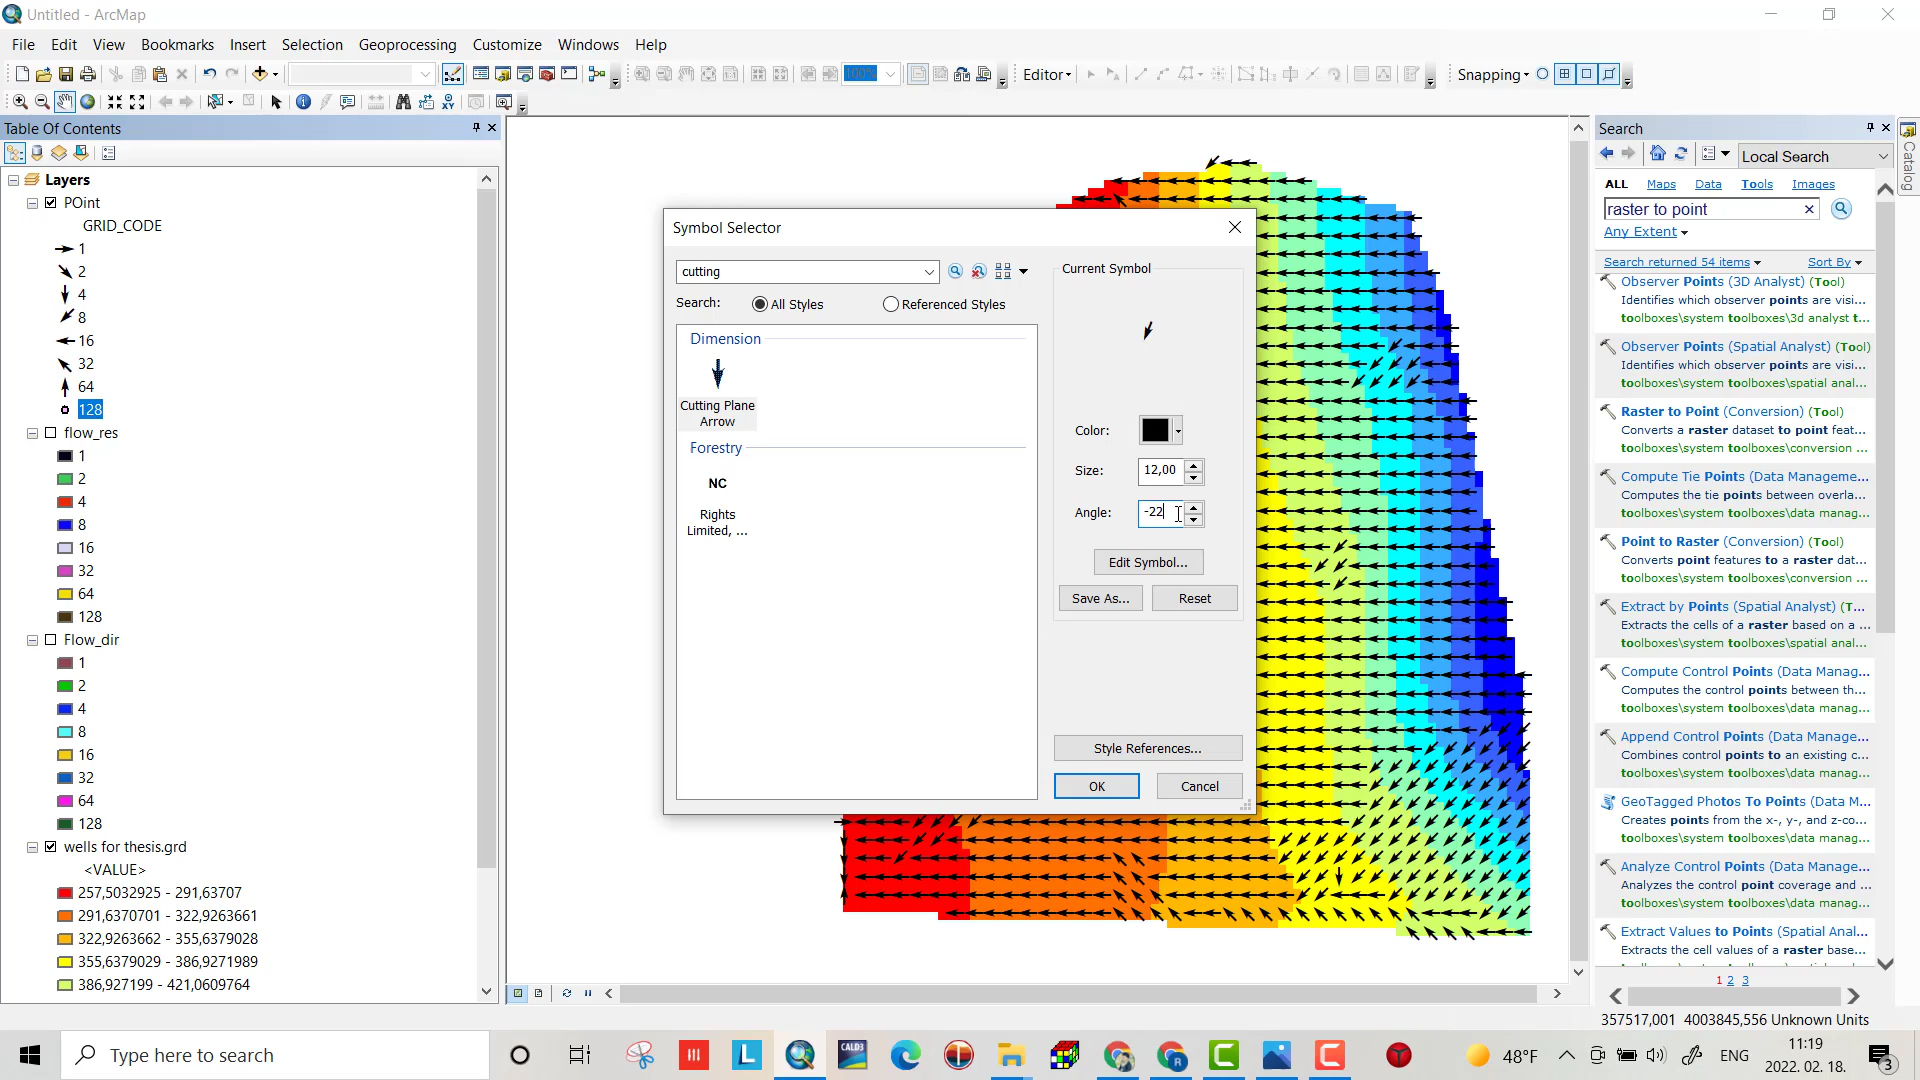 Untitled - ArcMap
File Edit View Bookmarks Insert Selection Geoprocessing Customize Windows Help
100%
Editor
Snapping
Table Of Contents
Layers
POint
GRID_CODE
1
2
4
8
16
32
64
128
flow_res
1
2
4
8
16
32
64
128
Flow_dir
1
2
4
8
16
32
64
128
wells for thesis.grd
<VALUE>
257,5032925 - 291,63707
291,6370701 - 322,9263661
322,9263662 - 355,6379028
355,6379029 - 386,9271989
386,927199 - 421,0609764
Symbol Selector
cutting
Search:
All Styles
Referenced Styles
Dimension
Cutting Plane
Arrow
Forestry
NC
Rights
Limited, ...
Current Symbol
Color:
Size: 12,00
Angle: -22
Edit Symbol...
Save As... Reset
Style References...
OK Cancel
Search
Local Search
ALL Maps Data Tools Images
raster to point
Any Extent
Search returned 54 items Sort By
Observer Points (3D Analyst) (Tool)
Identifies which observer points are visi...
toolboxes\system toolboxes\3d analyst t...
Observer Points (Spatial Analyst) (Tool)
Identifies which observer points are visi...
toolboxes\system toolboxes\spatial anal...
Raster to Point (Conversion) (Tool)
Converts a raster dataset to point feat...
toolboxes\system toolboxes\conversion ...
Compute Tie Points (Data Manageme...
Computes the tie points between overla...
toolboxes\system toolboxes\data manag...
Point to Raster (Conversion) (Tool)
Converts point features to a raster dat...
toolboxes\system toolboxes\conversion ...
Extract by Points (Spatial Analyst) (T...
Extracts the cells of a raster based on a ...
toolboxes\system toolboxes\spatial anal...
Compute Control Points (Data Manag...
Computes the control points between th...
toolboxes\system toolboxes\data manag...
Append Control Points (Data Manage...
Combines control points to an existing c...
toolboxes\system toolboxes\data manag...
GeoTagged Photos To Points (Data M...
Creates points from the x-, y-, and z-co...
toolboxes\system toolboxes\data manag...
Analyze Control Points (Data Manage...
Analyzes the control point coverage and ...
toolboxes\system toolboxes\data manag...
Extract Values to Points (Spatial Anal...
Extracts the cell values of a raster base...
1 2 3
Catalog
357517,001 4003845,556 Unknown Units
Type here to search
L
CALD3
C
R
C
48°F
ENG
11:19
2022. 02. 18.
3